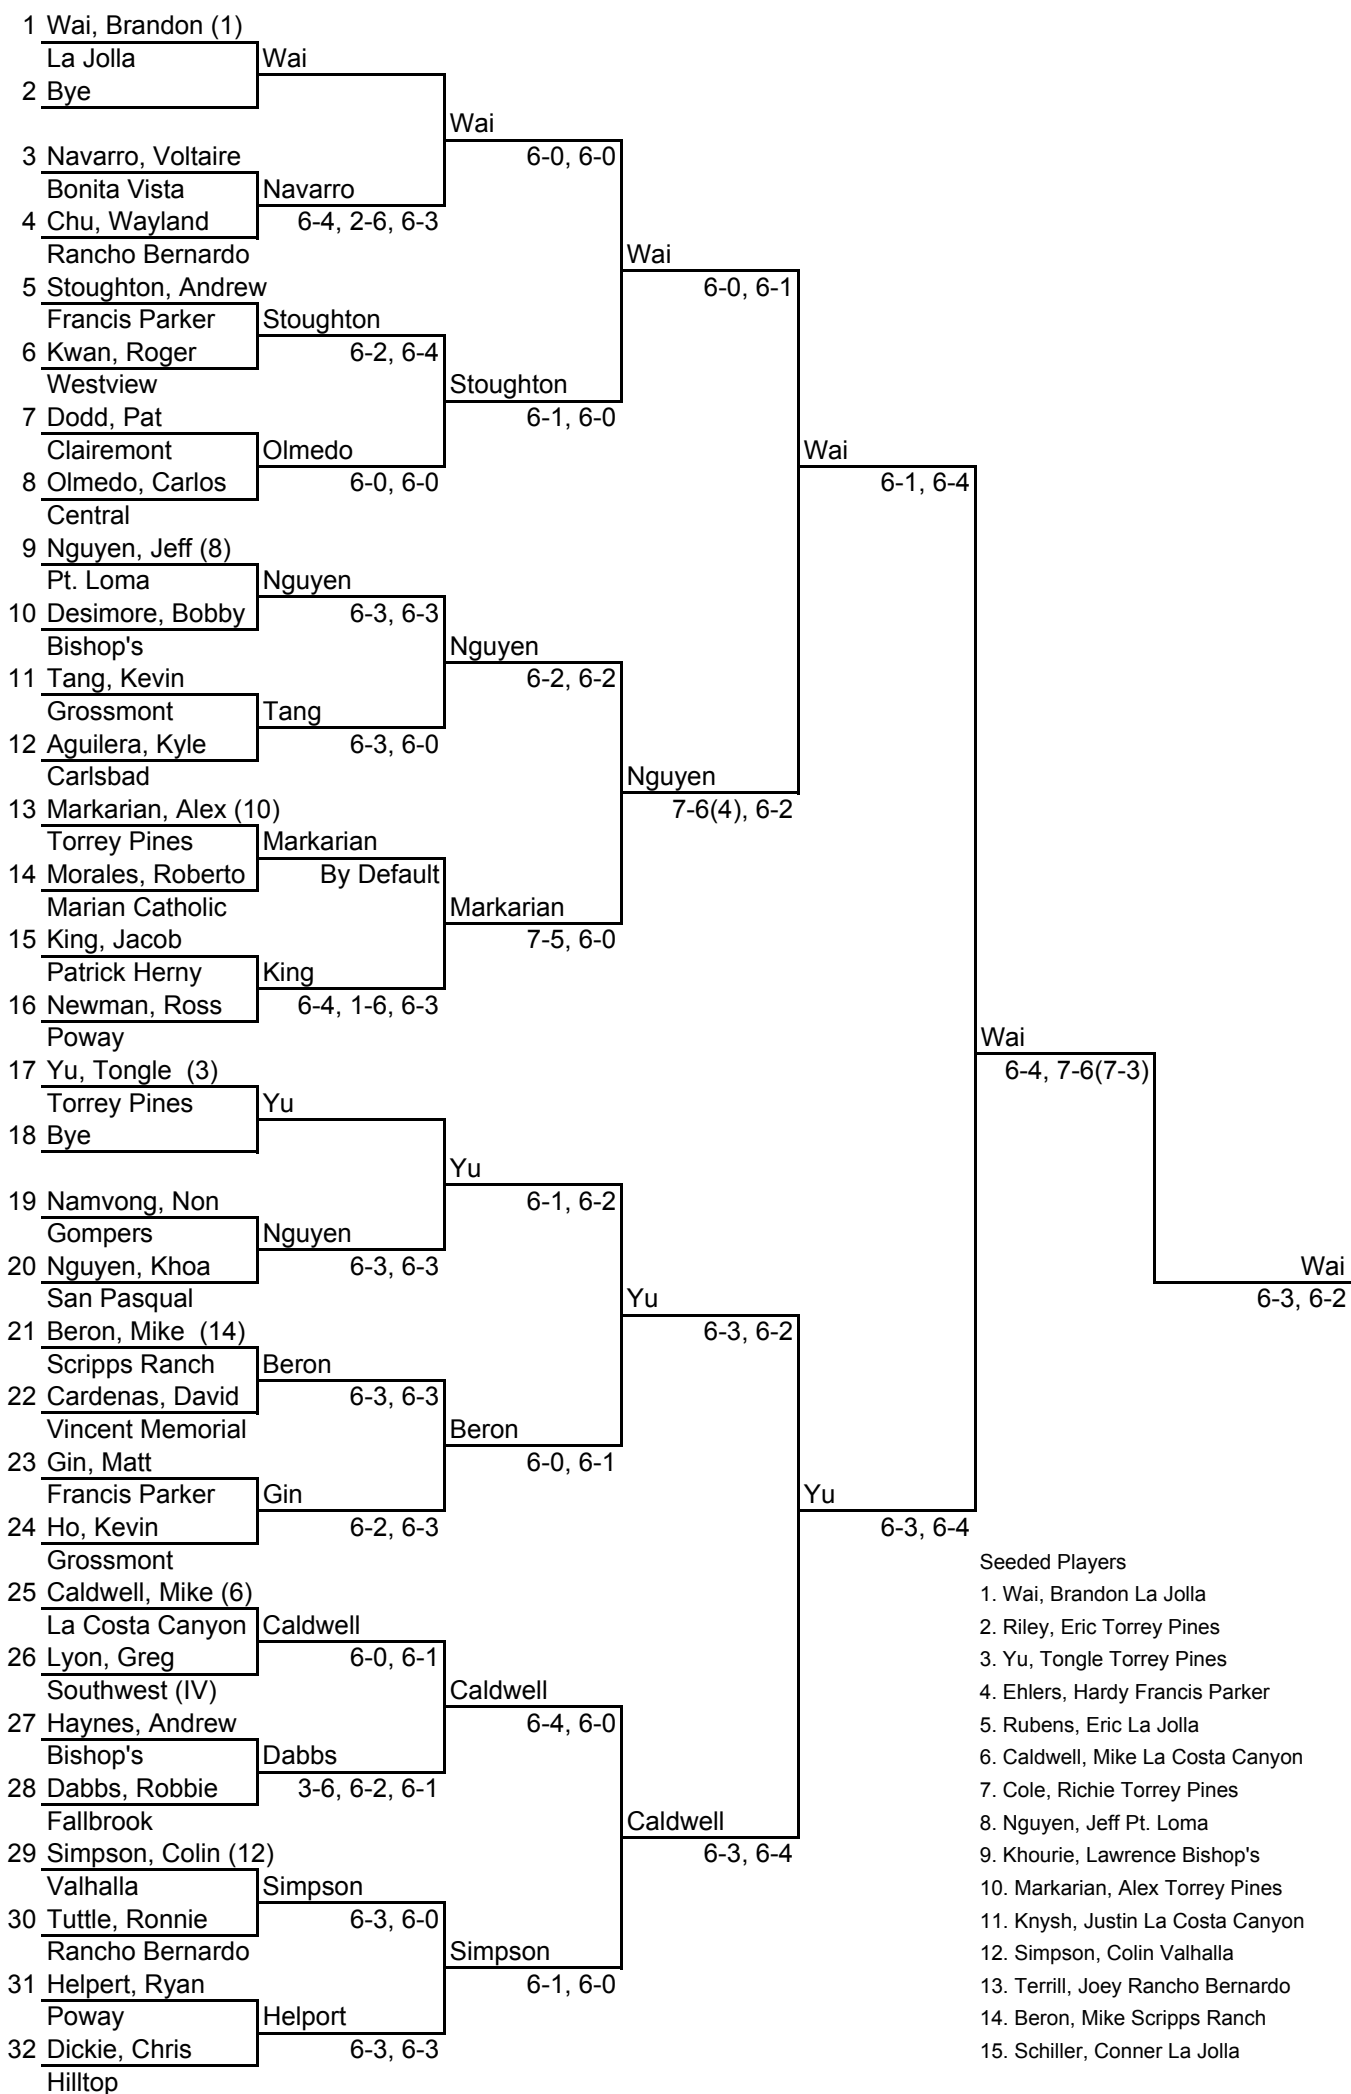 1 Wai, Brandon (1)
La Jolla
Wai
2 Bye
Wai
3 Navarro, Voltaire
6-0, 6-0
Bonita Vista
Navarro
4 Chu, Wayland
6-4, 2-6, 6-3
Rancho Bernardo
Wai
5 Stoughton, Andrew
6-0, 6-1
Francis Parker
Stoughton
6 Kwan, Roger
6-2, 6-4
Westview
Stoughton
7 Dodd, Pat
6-1, 6-0
Clairemont
Olmedo
Wai
8 Olmedo, Carlos
6-0, 6-0
6-1, 6-4
Central
9 Nguyen, Jeff (8)
Pt. Loma
Nguyen
10 Desimore, Bobby
6-3, 6-3
Bishop's
Nguyen
11 Tang, Kevin
6-2, 6-2
Grossmont
Tang
12 Aguilera, Kyle
6-3, 6-0
Carlsbad
Nguyen
13 Markarian, Alex (10)
7-6(4), 6-2
Torrey Pines
Markarian
14 Morales, Roberto
By Default
Marian Catholic
Markarian
15 King, Jacob
7-5, 6-0
Patrick Herny
King
16 Newman, Ross
6-4, 1-6, 6-3
Poway
Wai
17 Yu, Tongle (3)
6-4, 7-6(7-3)
Torrey Pines
Yu
18 Bye
Yu
19 Namvong, Non
6-1, 6-2
Gompers
Nguyen
20 Nguyen, Khoa
6-3, 6-3
Wai
San Pasqual
Yu
6-3, 6-2
21 Beron, Mike (14)
6-3, 6-2
Scripps Ranch
Beron
22 Cardenas, David
6-3, 6-3
Vincent Memorial
Beron
23 Gin, Matt
6-0, 6-1
Francis Parker
Gin
Yu
24 Ho, Kevin
6-2, 6-3
6-3, 6-4
Grossmont
25 Caldwell, Mike (6)
La Costa Canyon
Caldwell
26 Lyon, Greg
6-0, 6-1
Southwest (IV)
Caldwell
27 Haynes, Andrew
6-4, 6-0
Bishop's
Dabbs
28 Dabbs, Robbie
3-6, 6-2, 6-1
Fallbrook
Caldwell
29 Simpson, Colin (12)
6-3, 6-4
Valhalla
Simpson
30 Tuttle, Ronnie
6-3, 6-0
Rancho Bernardo
Simpson
31 Helpert, Ryan
6-1, 6-0
Poway
Helport
32 Dickie, Chris
6-3, 6-3
Hilltop
Seeded Players
1. Wai, Brandon La Jolla
2. Riley, Eric Torrey Pines
3. Yu, Tongle Torrey Pines
4. Ehlers, Hardy Francis Parker
5. Rubens, Eric La Jolla
6. Caldwell, Mike La Costa Canyon
7. Cole, Richie Torrey Pines
8. Nguyen, Jeff Pt. Loma
9. Khourie, Lawrence Bishop's
10. Markarian, Alex Torrey Pines
11. Knysh, Justin La Costa Canyon
12. Simpson, Colin Valhalla
13. Terrill, Joey Rancho Bernardo
14. Beron, Mike Scripps Ranch
15. Schiller, Conner La Jolla